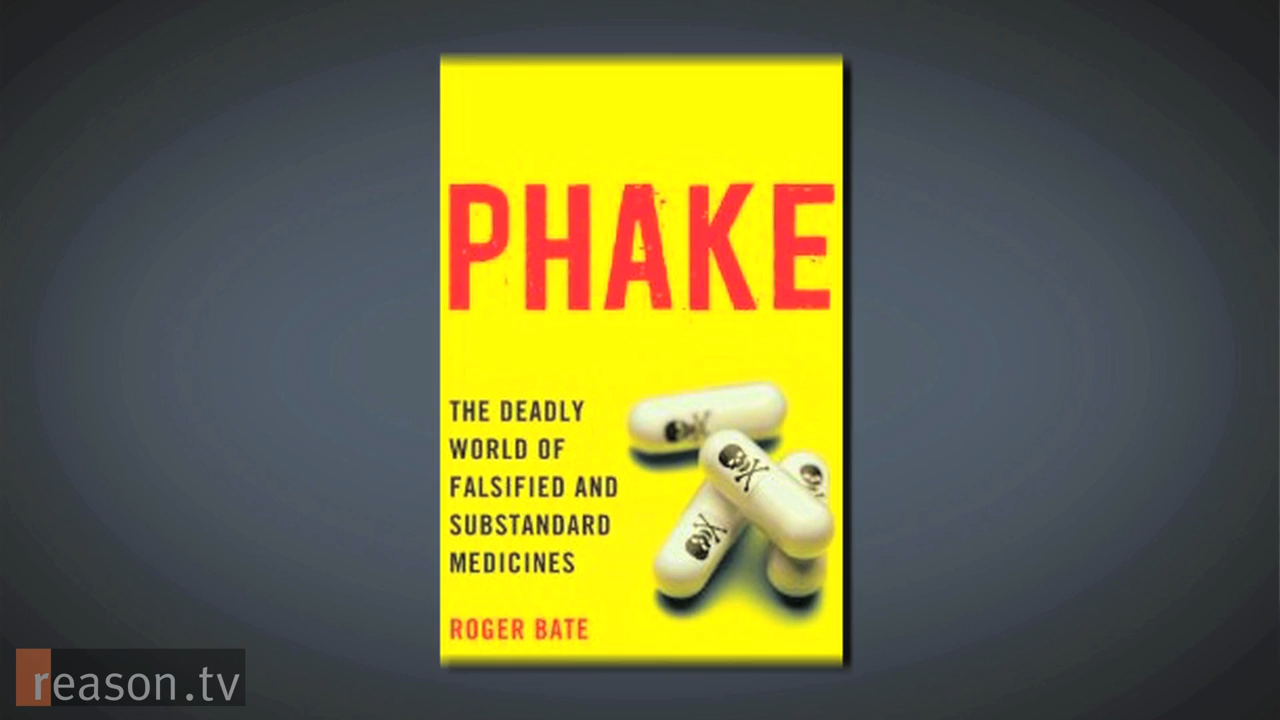 PHAKE
THE DEADLY
WORLD OF
FALSIFIED AND
SUBSTANDARD
MEDICINES
ROGER BATE
reason.tv